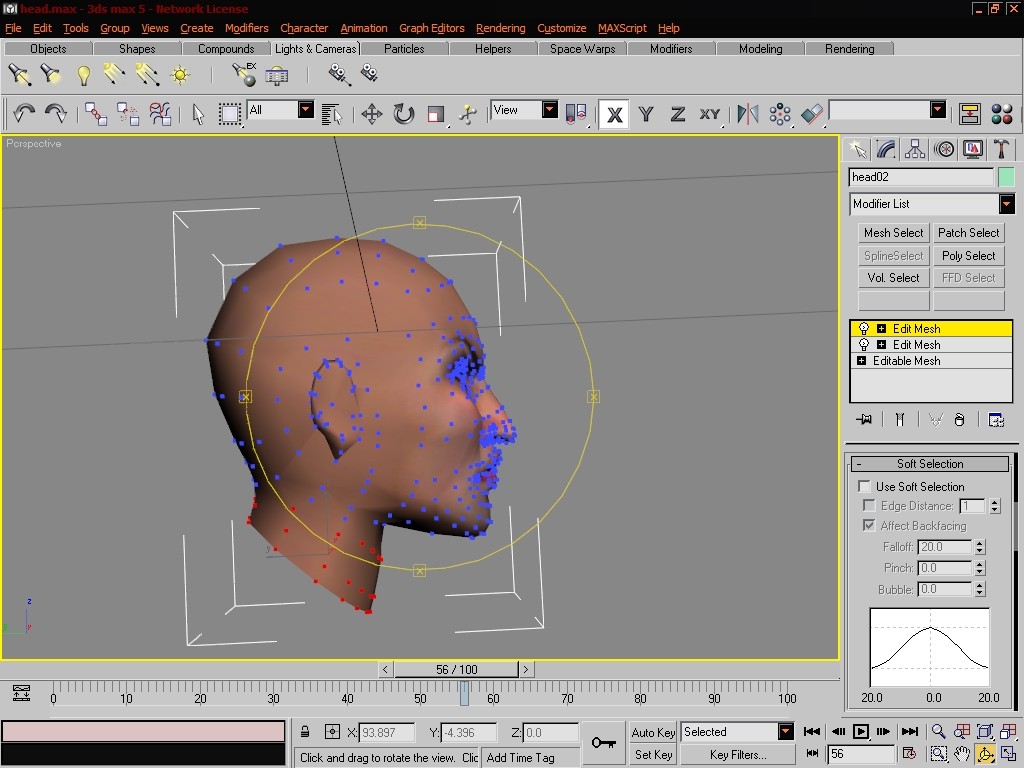 head.max - 3ds max 5 - Network License
File Edit Tools Group Views Create Modifiers Character Animation Graph Editors Rendering Customize MAXScript Help
Objects Shapes Compounds Lights & Cameras Particles Helpers Space Warps Modifiers Modeling Rendering
EX
All View X Y Z XY
Perspective
head02
Modifier List
Mesh Select Patch Select
SplineSelect Poly Select
Vol. Select FFD Select
Edit Mesh
Edit Mesh
Editable Mesh
- Soft Selection
Use Soft Selection
Edge Distance: 1
Affect Backfacing
Falloff: 20.0
Pinch: 0.0
Bubble: 0.0
20.0 0.0 20.0
z
y
56 / 100
0 10 20 30 40 50 60 70 80 90 100
X: 93.897 Y: -4.396 Z: 0.0 Auto Key Selected
Click and drag to rotate the view. Clic Add Time Tag Set Key Key Filters... 56